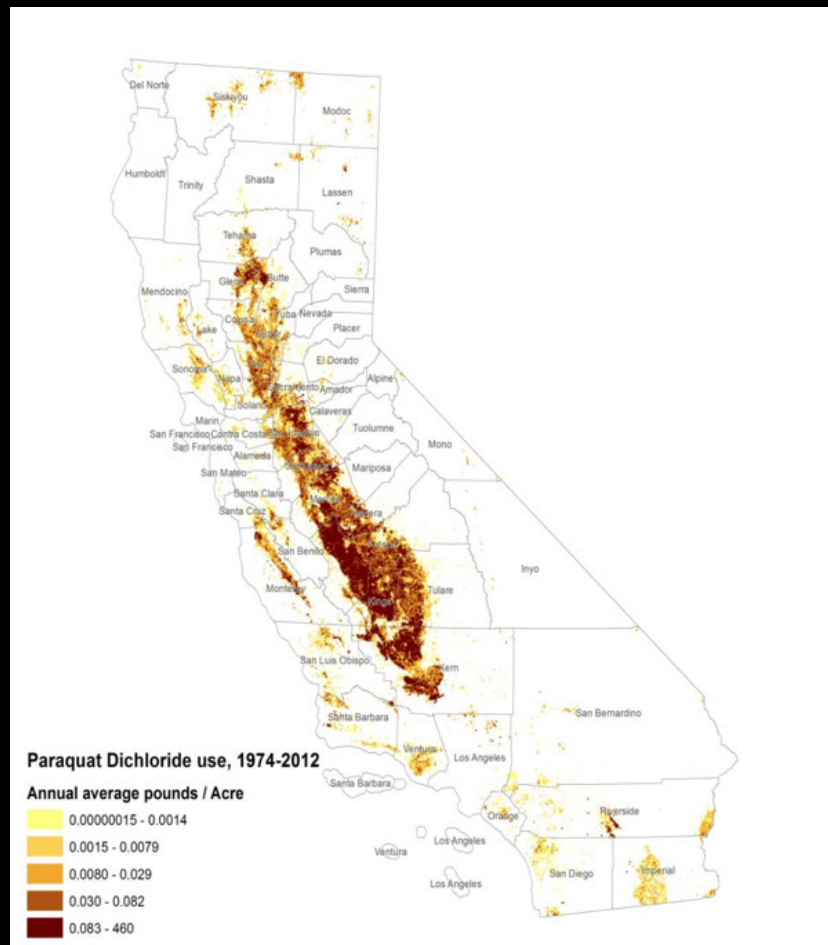 Del Norte
Siskiyou
Modoc
Humboldt
Trinity
Shasta
Lassen
Tehama
Plumas
Glenn
Butte
Sierra
Mendocino
Colusa
Yuba
Nevada
Lake
Sutter
Placer
El Dorado
Sonoma
Napa
Yolo
Sacramento
Amador
Alpine
Solano
Calaveras
Marin
San Francisco
Contra Costa
San Joaquin
Tuolumne
Mono
San Francisco
Alameda
Stanislaus
Mariposa
San Mateo
Santa Clara
Merced
Santa Cruz
Madera
San Benito
Fresno
Inyo
Monterey
Kings
Tulare
San Luis Obispo
Kern
Santa Barbara
San Bernardino
Ventura
Los Angeles
Santa Barbara
Orange
Riverside
Ventura
Los Angeles
Los Angeles
San Diego
Imperial
Paraquat Dichloride use, 1974-2012
Annual average pounds / Acre
0.00000015 - 0.0014
0.0015 - 0.0079
0.0080 - 0.029
0.030 - 0.082
0.083 - 460